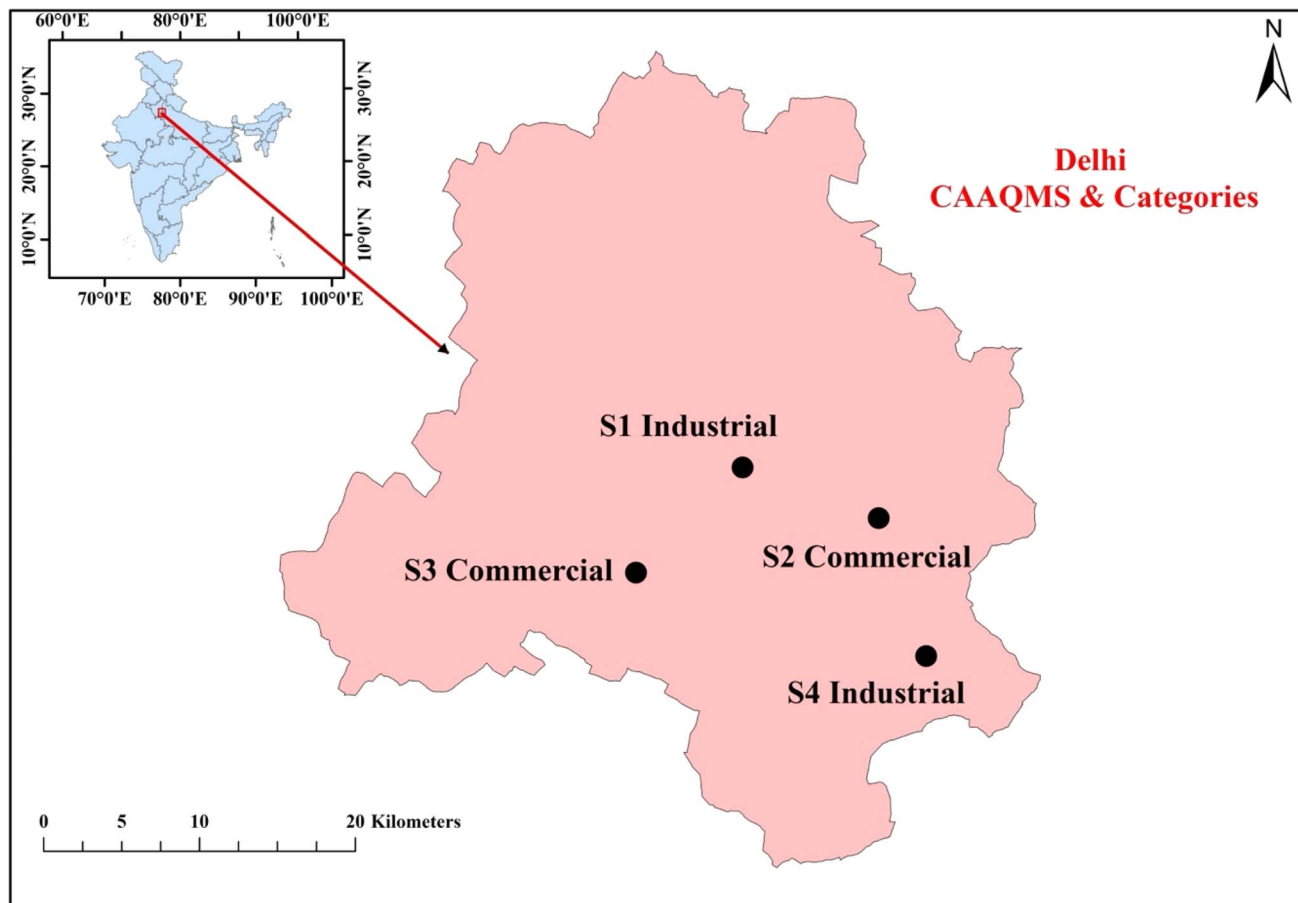 60°0'E 80°0'E 100°0'E
30°0'N 30°0'N
20°0'N 20°0'N
10°0'N 10°0'N
70°0'E 80°0'E 90°0'E 100°0'E
N
Delhi
CAAQMS & Categories
S1 Industrial
S2 Commercial
S3 Commercial
S4 Industrial
0 5 10 20 Kilometers